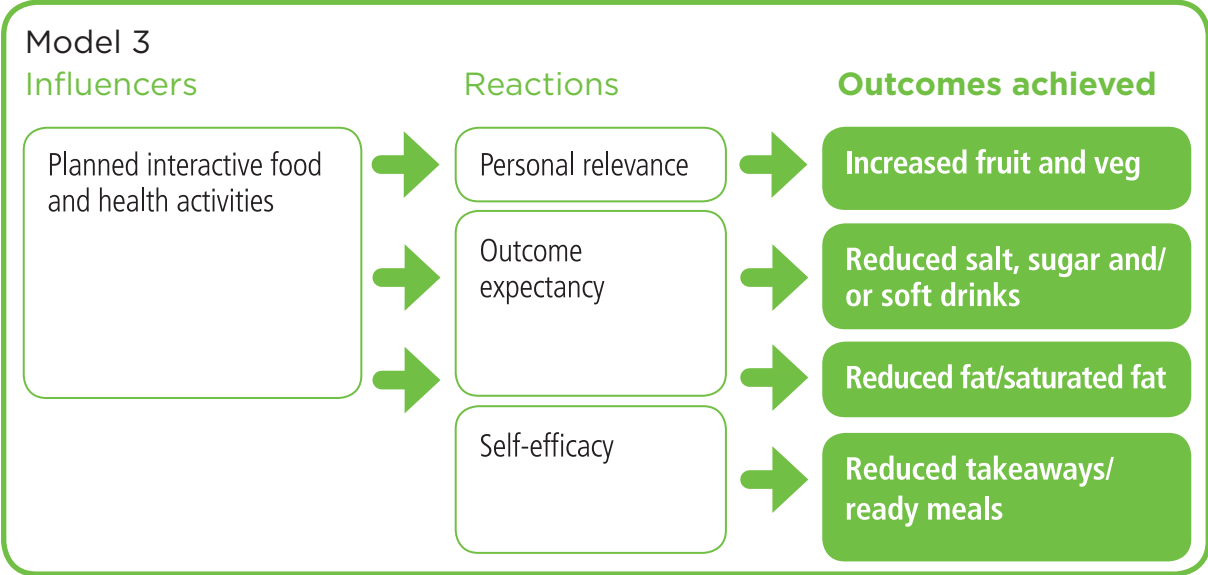 Model 3
Influencers
Reactions
Outcomes achieved
Planned interactive food
and health activities
Personal relevance
Outcome
expectancy
Self-efficacy
Increased fruit and veg
Reduced salt, sugar and/
or soft drinks
Reduced fat/saturated fat
Reduced takeaways/
ready meals